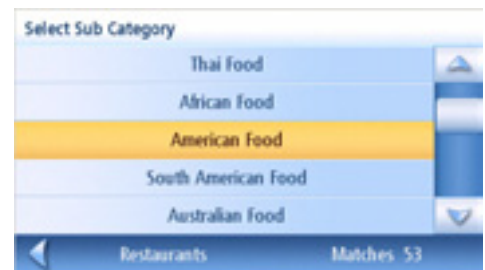 Select Sub Category
Thai Food
African Food
American Food
South American Food
Australian Food
Restaurants Matches 53